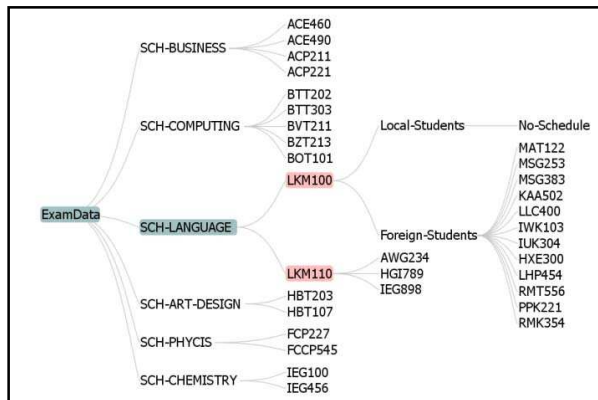 ExamData
SCH-BUSINESS
ACE460
ACE490
ACP211
ACP221
SCH-COMPUTING
BTT202
BTT303
BVT211
BZT213
BOT101
SCH-LANGUAGE
LKM100
Local-Students
No-Schedule
Foreign-Students
MAT122
MSG253
MSG383
KAA502
LLC400
IWK103
IUK304
HXE300
LHP454
RMT556
PPK221
RMK354
LKM110
AWG234
HGI789
IEG898
SCH-ART-DESIGN
HBT203
HBT107
SCH-PHYCIS
FCP227
FCCP545
SCH-CHEMISTRY
IEG100
IEG456